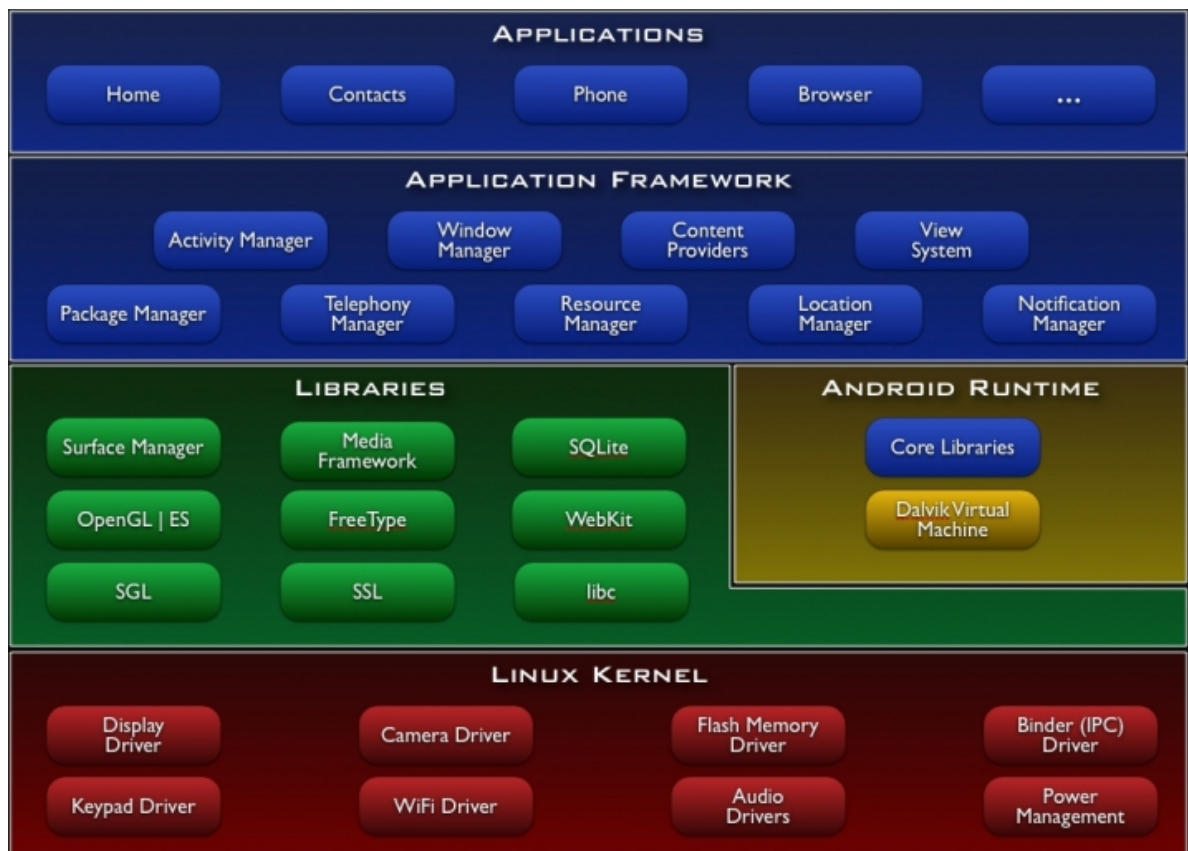 APPLICATIONS
Home
Contacts
Phone
Browser
...
APPLICATION FRAMEWORK
Activity Manager
Window
Manager
Content
Providers
View
System
Package Manager
Telephony
Manager
Resource
Manager
Location
Manager
Notification
Manager
LIBRARIES
Surface Manager
Media
Framework
SQLite
OpenGL | ES
FreeType
WebKit
SGL
SSL
libc
ANDROID RUNTIME
Core Libraries
Dalvik Virtual
Machine
LINUX KERNEL
Display
Driver
Camera Driver
Flash Memory
Driver
Binder (IPC)
Driver
Keypad Driver
WiFi Driver
Audio
Drivers
Power
Management